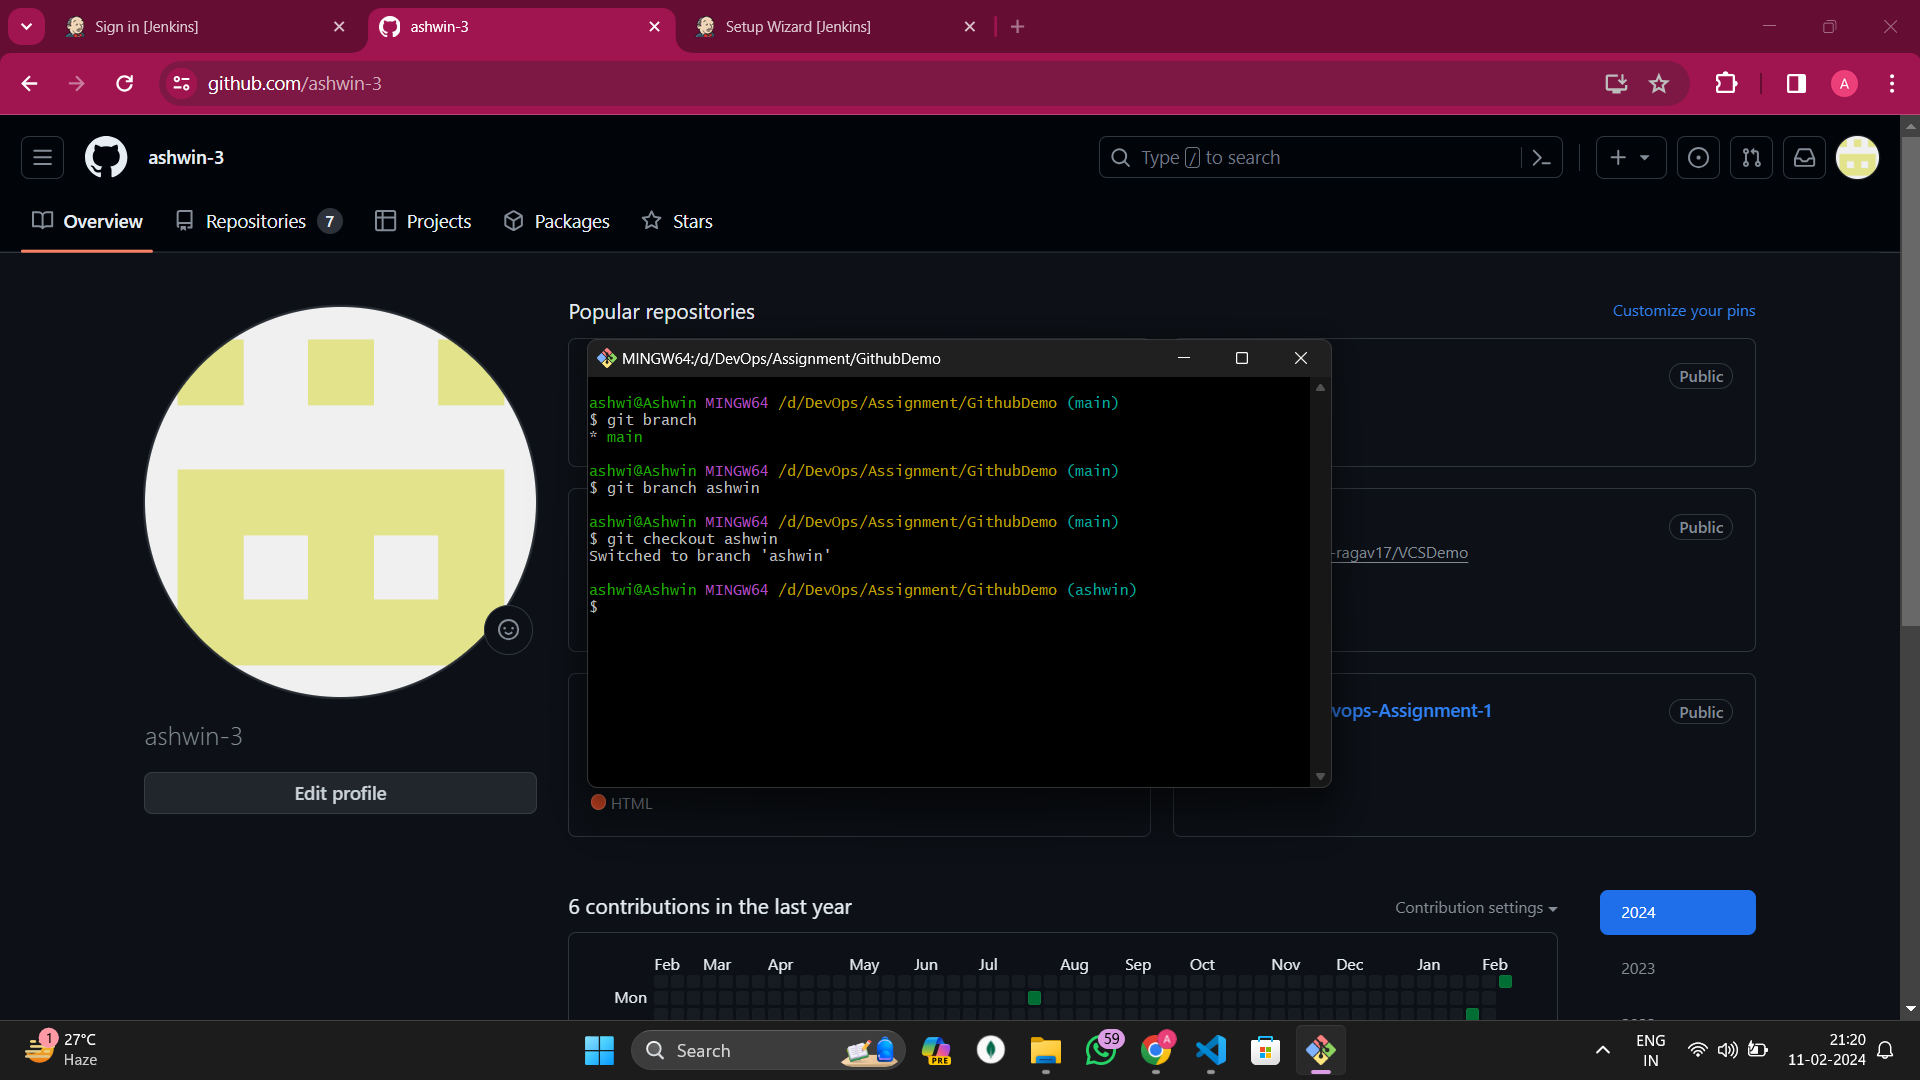 Sign in [Jenkins]
ashwin-3
Setup Wizard [Jenkins]
github.com/ashwin-3
A
ashwin-3
Type / to search
Overview
Repositories 7
Projects
Packages
Stars
Popular repositories
Customize your pins
MINGW64:/d/DevOps/Assignment/GithubDemo
ashwi@Ashwin MINGW64 /d/DevOps/Assignment/GithubDemo (main)
$ git branch
* main
ashwi@Ashwin MINGW64 /d/DevOps/Assignment/GithubDemo (main)
$ git branch ashwin
ashwi@Ashwin MINGW64 /d/DevOps/Assignment/GithubDemo (main)
$ git checkout ashwin
Switched to branch 'ashwin'
ashwi@Ashwin MINGW64 /d/DevOps/Assignment/GithubDemo (ashwin)
$
Public
Public
-ragav17/VCSDemo
vops-Assignment-1
Public
HTML
ashwin-3
Edit profile
6 contributions in the last year
Contribution settings
2024
2023
Feb Mar Apr May Jun Jul Aug Sep Oct Nov Dec Jan Feb
Mon
1
27°C
Haze
Search
PRE
59
A
ENG
IN
21:20
11-02-2024